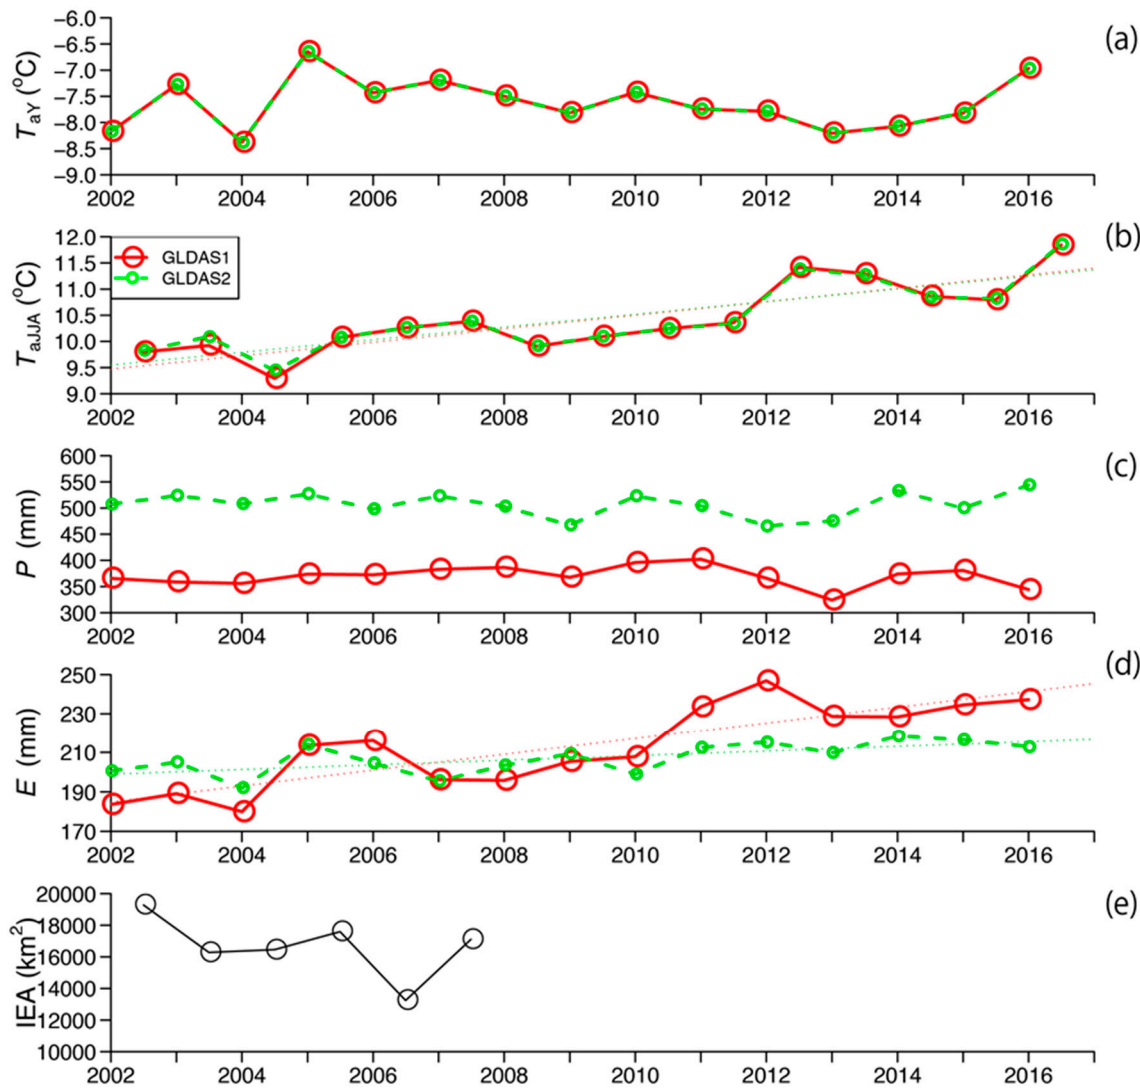 (a)
TaY (°C)
−6.0
−6.5
−7.0
−7.5
−8.0
−8.5
−9.0
2002 2004 2006 2008 2010 2012 2014 2016
(b)
TaJJA (°C)
12.0
11.5
11.0
10.5
10.0
9.5
9.0
GLDAS1
GLDAS2
2002 2004 2006 2008 2010 2012 2014 2016
(c)
P (mm)
600
550
500
450
400
350
300
2002 2004 2006 2008 2010 2012 2014 2016
(d)
E (mm)
250
230
210
190
170
2002 2004 2006 2008 2010 2012 2014 2016
(e)
IEA (km2)
20000
18000
16000
14000
12000
10000
2002 2004 2006 2008 2010 2012 2014 2016